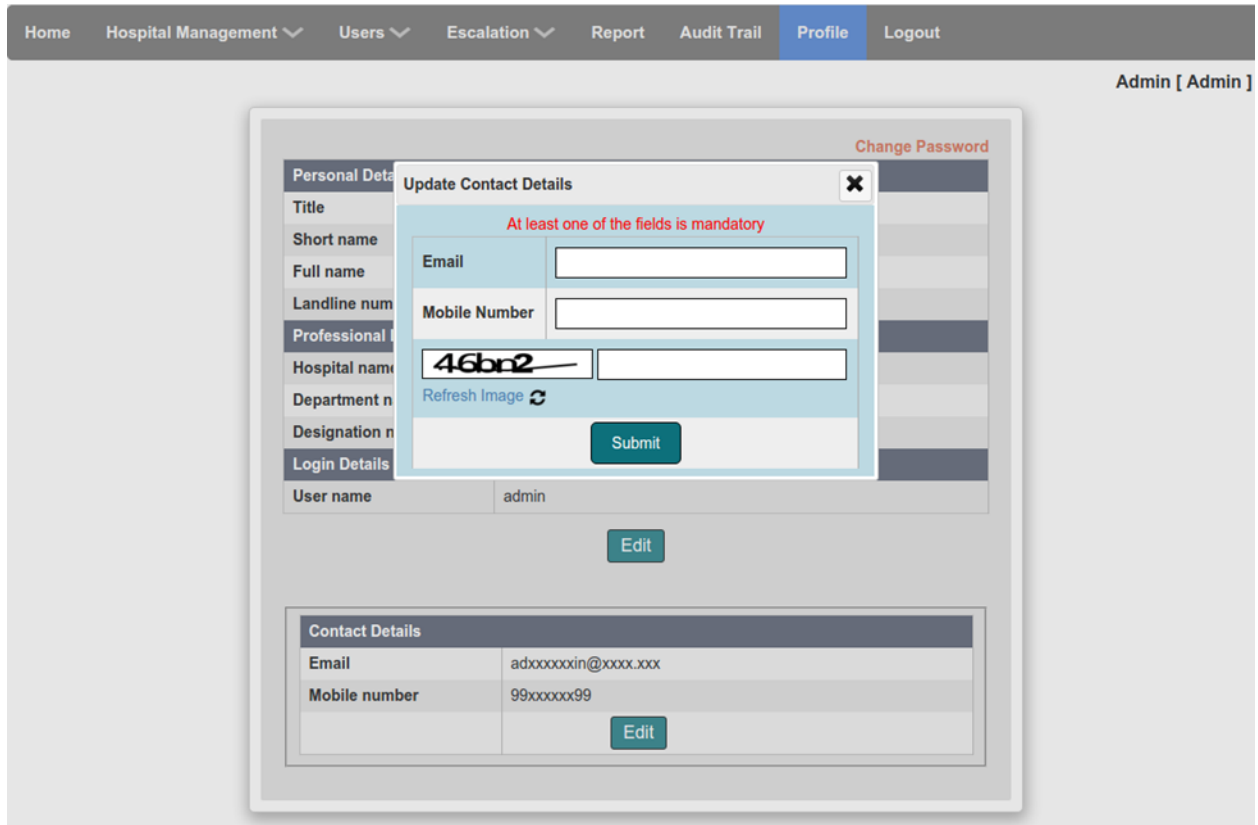 Home Hospital Management Users Escalation Report Audit Trail Profile Logout
Admin [ Admin ]
Change Password
Personal Deta
Update Contact Details
At least one of the fields is mandatory
Title
Short name
Email
Full name
Landline num
Mobile Number
Professional
Hospital name
46bn2
Department n
Refresh Image
Designation n
Submit
Login Details
User name admin
Edit
Contact Details
Email adxxxxxxin@xxxx.xxx
Mobile number 99xxxxxx99
Edit